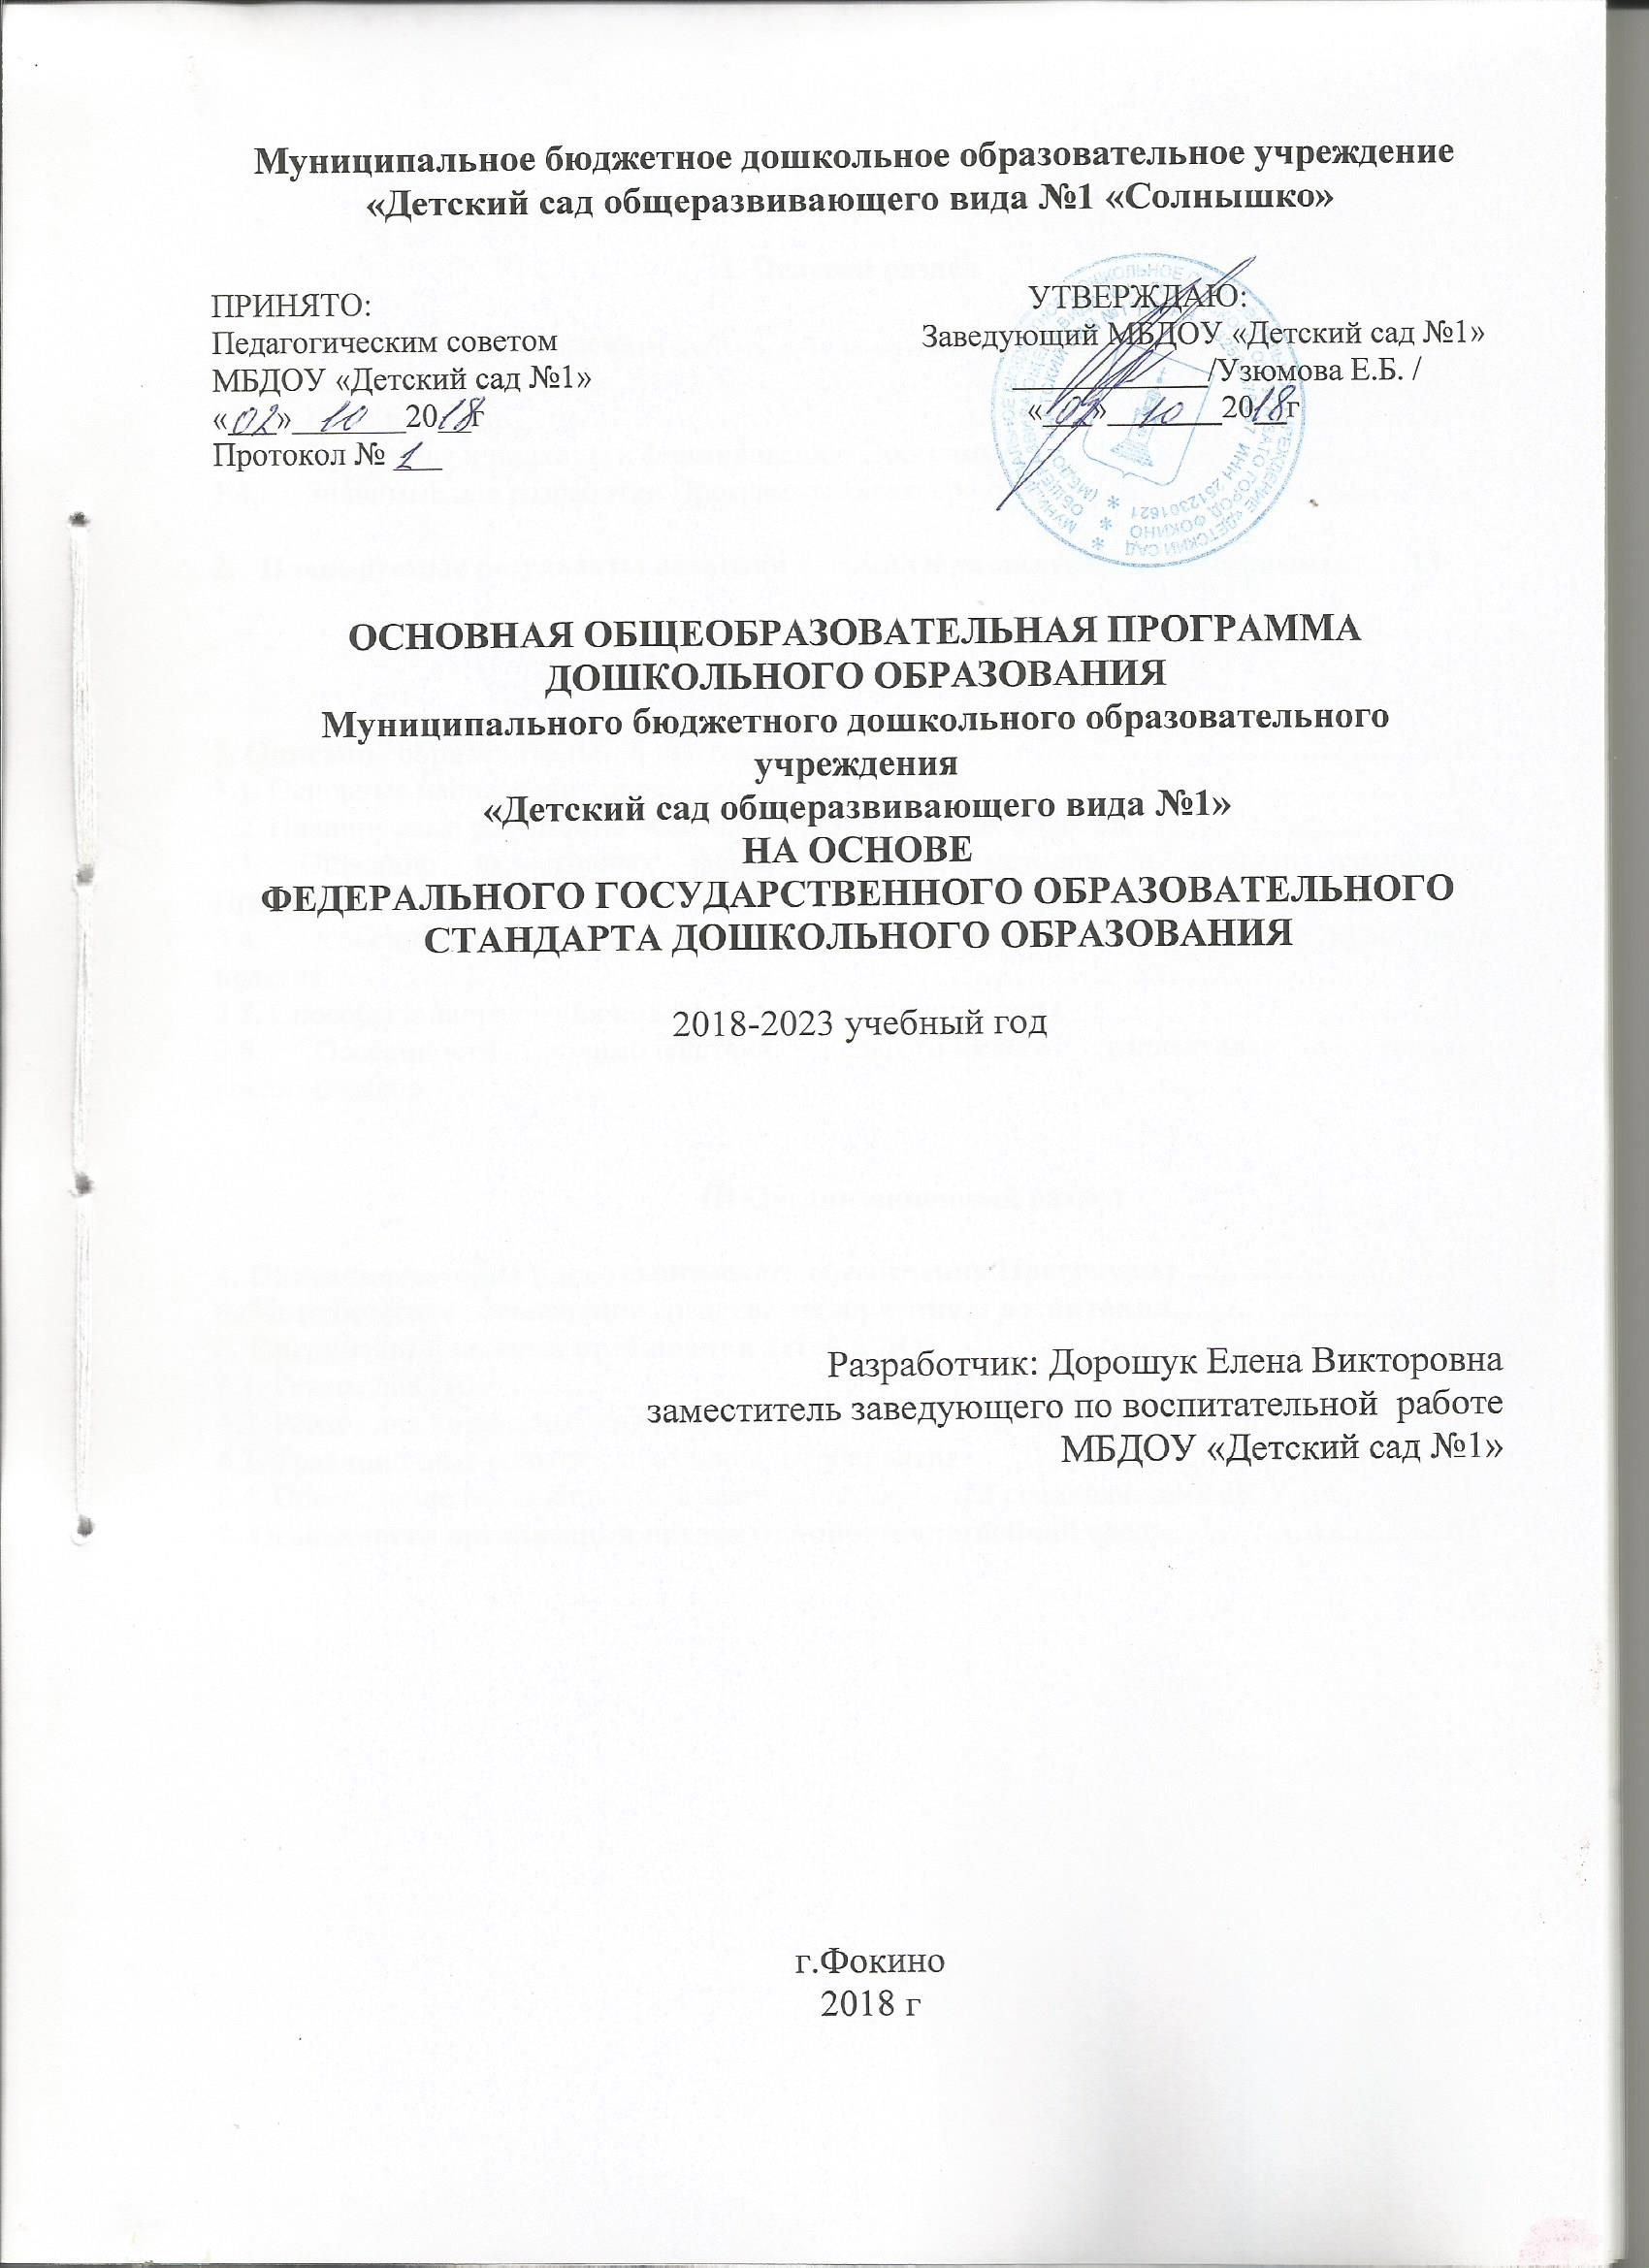 Муниципальное бюджетное дошкольное образовательное учреждение
«Детский сад общеразвивающего вида №1 «Солнышко»
ПРИНЯТО:
Педагогическим советом
МБДОУ «Детский сад №1»
«02» 10 2018г
Протокол № 1
УТВЕРЖДАЮ:
Заведующий МБДОУ «Детский сад №1»
/Узюмова Е.Б. /
«02» 10 2018г
ОСНОВНАЯ ОБЩЕОБРАЗОВАТЕЛЬНАЯ ПРОГРАММА
ДОШКОЛЬНОГО ОБРАЗОВАНИЯ
Муниципального бюджетного дошкольного образовательного
учреждения
«Детский сад общеразвивающего вида №1»
НА ОСНОВЕ
ФЕДЕРАЛЬНОГО ГОСУДАРСТВЕННОГО ОБРАЗОВАТЕЛЬНОГО
СТАНДАРТА ДОШКОЛЬНОГО ОБРАЗОВАНИЯ
2018-2023 учебный год
Разработчик: Дорошук Елена Викторовна
заместитель заведующего по воспитательной работе
МБДОУ «Детский сад №1»
г.Фокино
2018 г